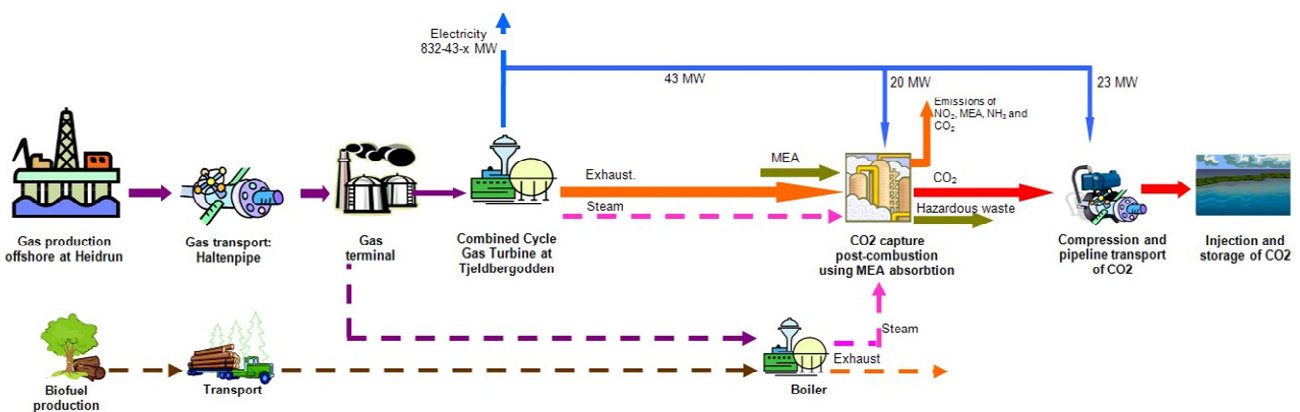 Electricity
832-43-x MW
43 MW
20 MW
23 MW
Emissions of
NO₂, MEA, NH₃ and
CO₂
MEA
Exhaust.
CO₂
Steam
Hazardous waste
Gas production
offshore at Heidrun
Gas transport:
Haltenpipe
Gas
terminal
Combined Cycle
Gas Turbine at
Tjeldbergodden
CO2 capture
post-combustion
using MEA absorbtion
Compression and
pipeline transport
of CO2
Injection and
storage of CO2
Steam
Exhaust
Biofuel
production
Transport
Boiler